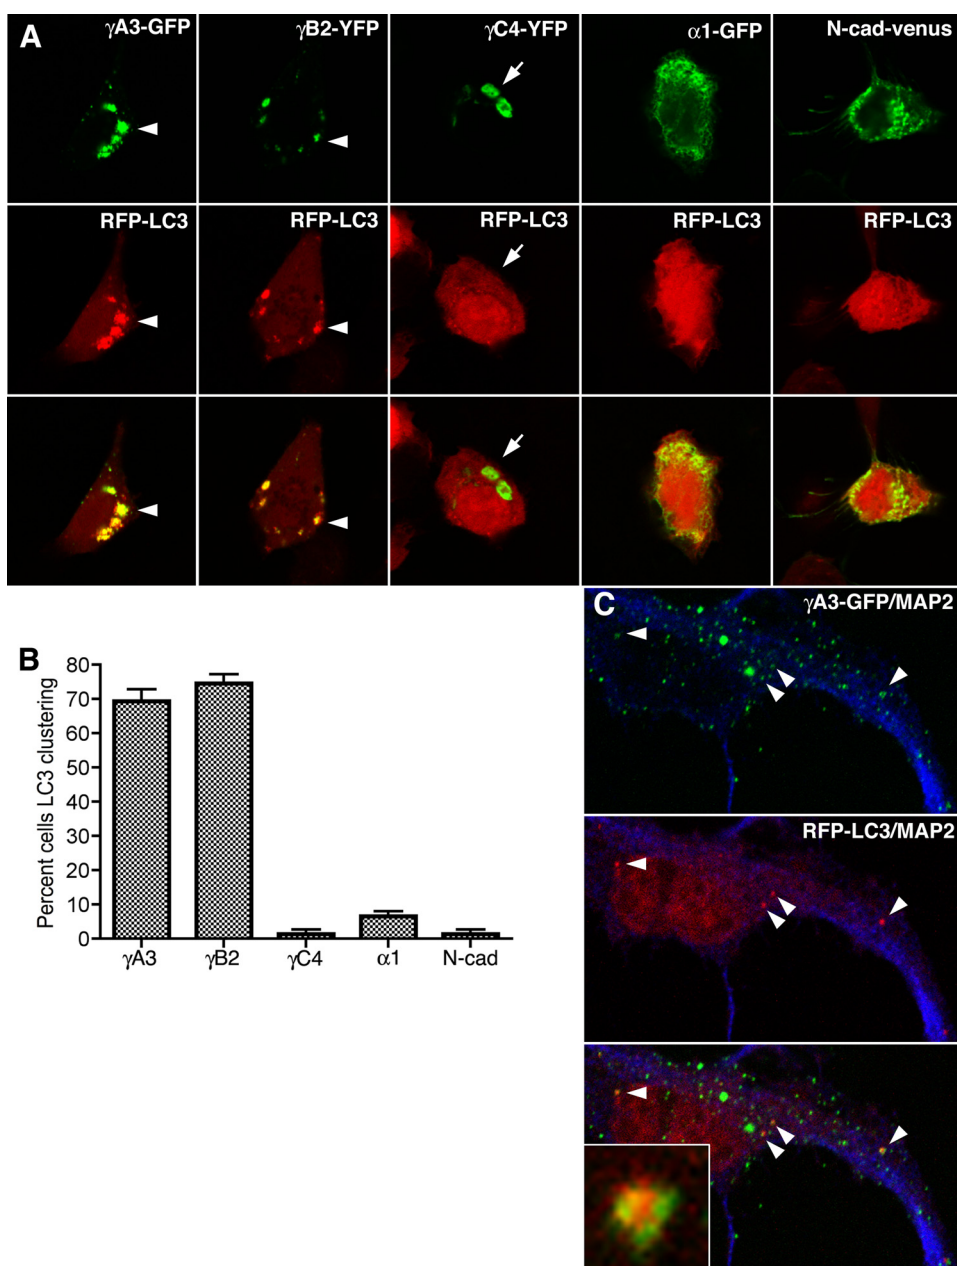 A
γA3-GFP γB2-YFP γC4-YFP α1-GFP N-cad-venus
RFP-LC3 RFP-LC3 RFP-LC3 RFP-LC3 RFP-LC3
B
Percent cells LC3 clustering
80
70
60
50
40
30
20
10
0
γA3 γB2 γC4 α1 N-cad
C
γA3-GFP/MAP2
RFP-LC3/MAP2